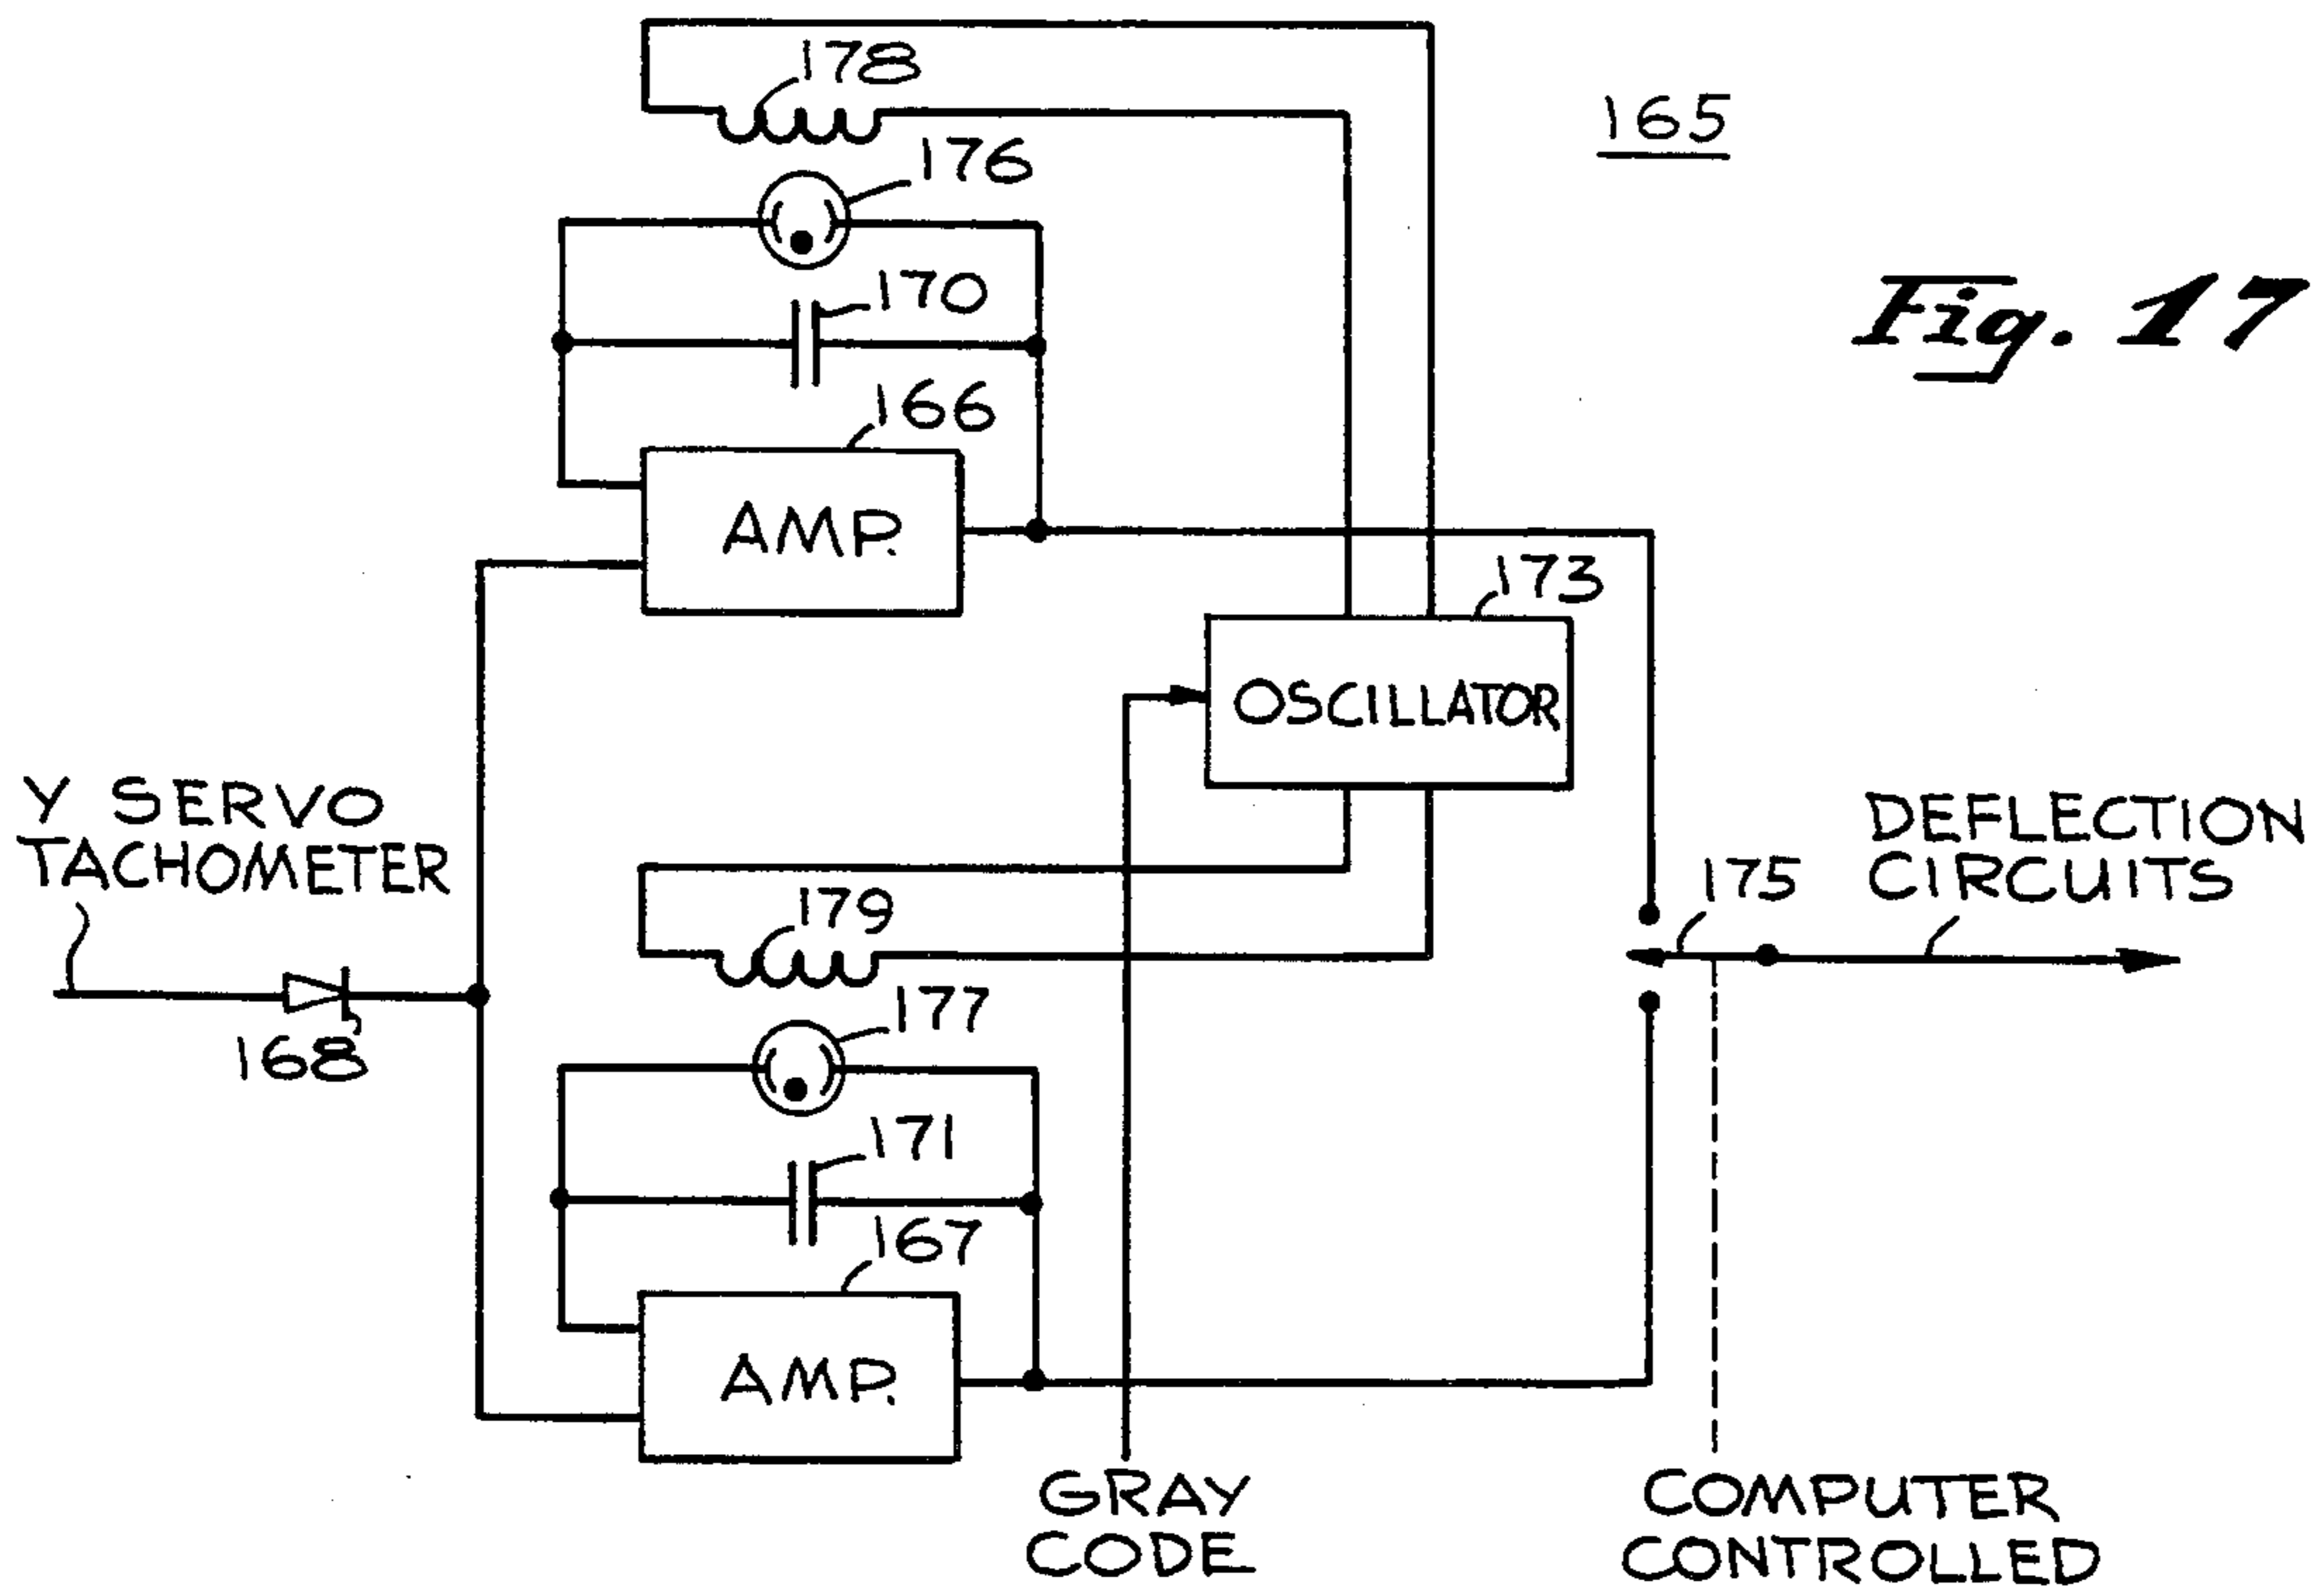 178
165
176
Fig. 17
170
166
AMP.
173
OSCILLATOR
Y SERVO
TACHOMETER
DEFLECTION
CIRCUITS
175
179
177
168
171
167
AMP.
GRAY
CODE
COMPUTER
CONTROLLED